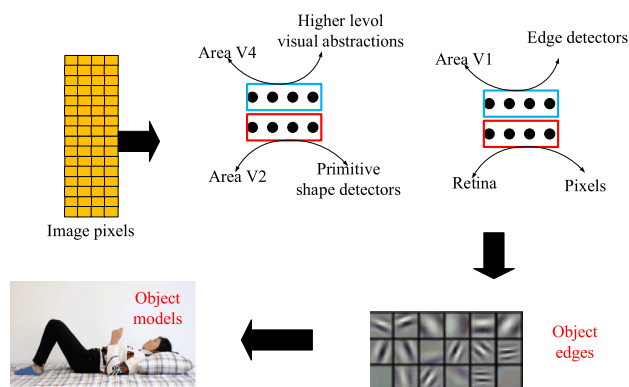 Higher levol
visual abstractions
Area V4
Area V1
Edge detectors
Area V2
Primitive
shape detectors
Retina
Pixels
Image pixels
Object
models
Object
edges